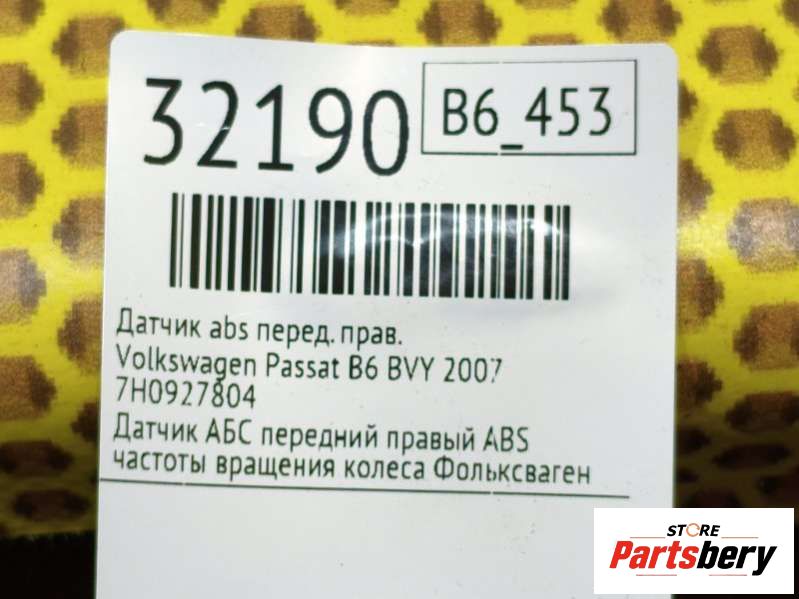 32190
B6_453
Датчик abs перед. прав.
Volkswagen Passat B6 BVY 2007
7H0927804
Датчик АБС передний правый ABS
частоты вращения колеса Фольксваген
STORE
Partsbery